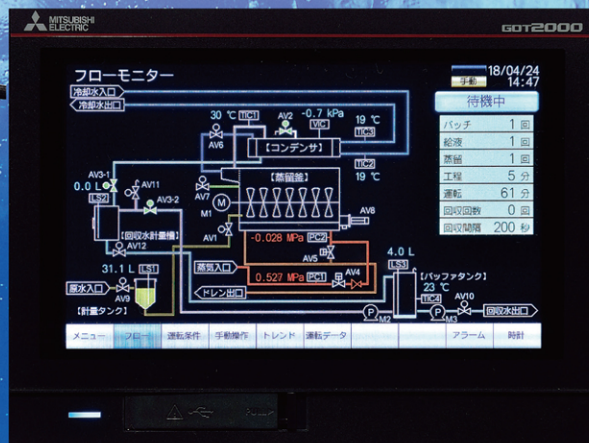 MITSUBISHI
ELECTRIC
GOT2000
フローモニター
手動
18/04/24
14:47
冷却水入口
冷却水出口
待機中
バッチ 1 回
給液 1 回
蒸留 1 回
工程 5 分
運転 61 分
回収回数 0 回
回収間隔 200 秒
30 ℃ TIC1
AV2
-0.7 kPa
VIC
19 ℃
TIC3
AV6
【コンデンサ】
TIC2
19 ℃
AV3-1
0.0 L
LS2
AV11
AV3-2
AV7
【蒸留釜】
M
M1
AV8
【回収水計量槽】
AV12
AV1
-0.028 MPa PC2
AV5
蒸気入口
0.527 MPa PC1
AV4
4.0 L
LS3
【バッファタンク】
23 ℃
TIC4
31.1 L LS1
原水入口
AV9
ドレン出口
AV10
P
M2
P
M3
回収水出口
【計量タンク】
メニュー フロー 運転条件 手動操作 トレンド 運転データ アラーム 時計